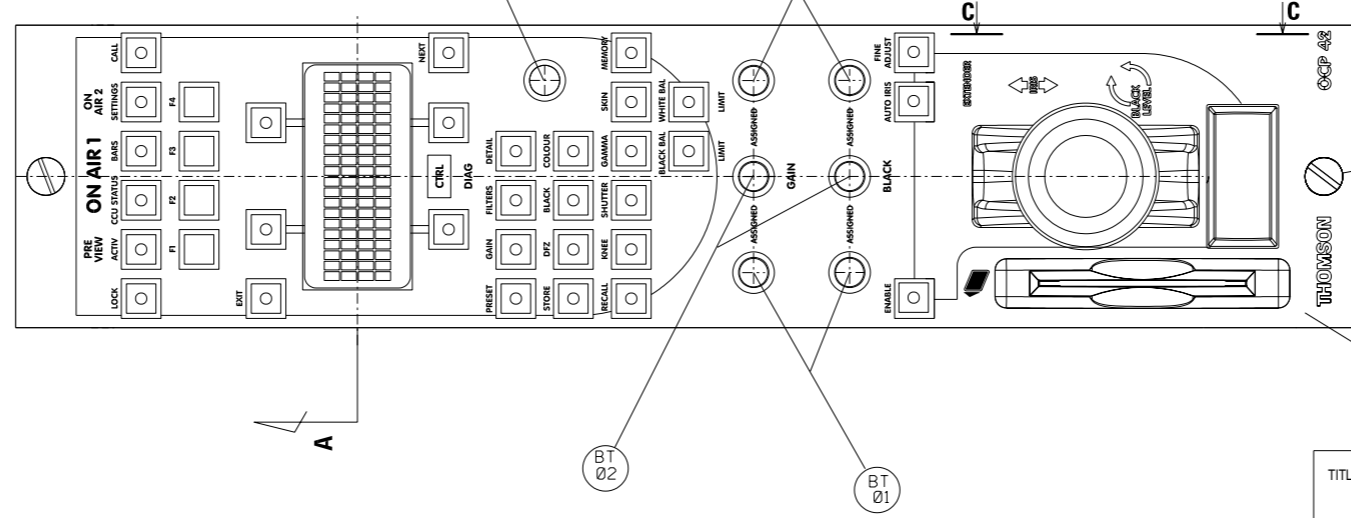 C
C
CALL
ON
AIR 2
SETTINGS
BARS
ON AIR 1
CCU STATUS
PRE
VIEW
ACTIV
LOCK
F4
F3
F2
F1
EXIT
NEXT
CTRL
DIAG
DETAIL
FILTERS
GAIN
PRESET
COLOUR
BLACK
DFZ
STORE
MEMORY
SKIN
GAMMA
SHUTTER
KNEE
RECALL
WHITE BAL
LIMIT
BLACK BAL
LIMIT
ASSIGNED
ASSIGNED
GAIN
ASSIGNED
ASSIGNED
BLACK
FINE
ADJUST
AUTO IRIS
ENABLE
EXTENDER
IRIS
BLACK
LEVEL
OCP 42
THOMSON
A
BT
02
BT
01